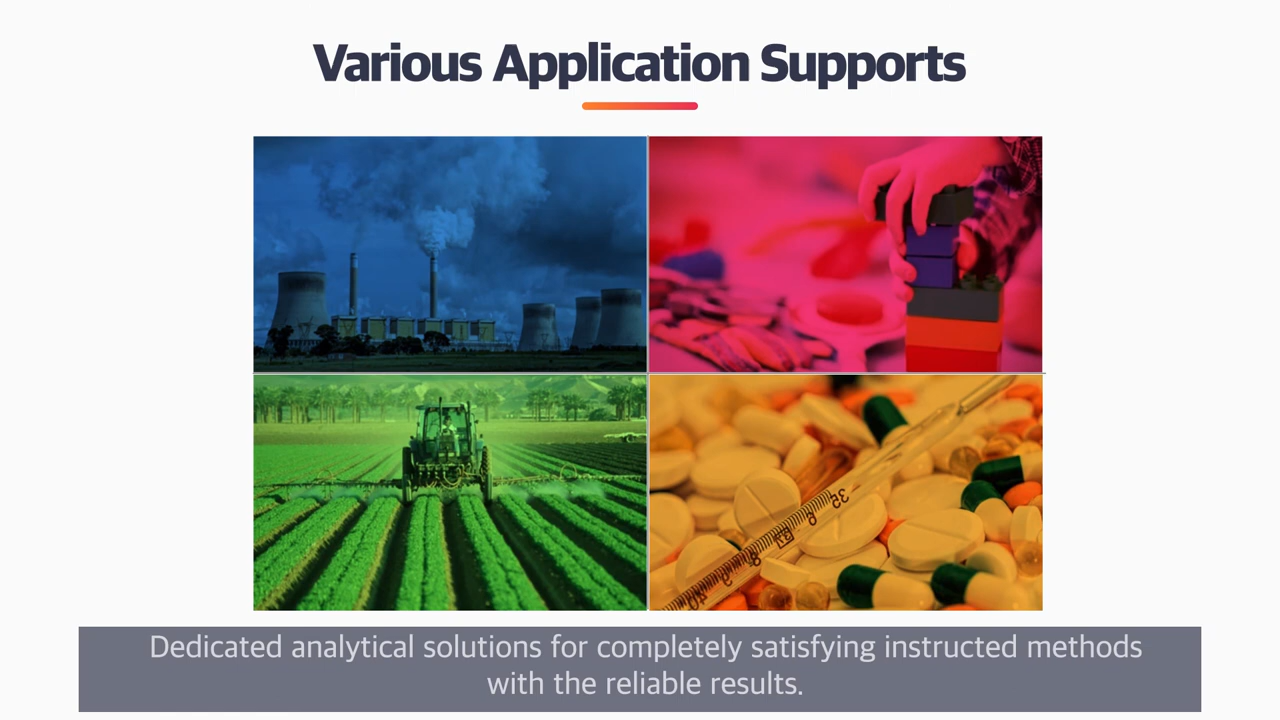 Various Application Supports
Dedicated analytical solutions for completely satisfying instructed methods
with the reliable results.